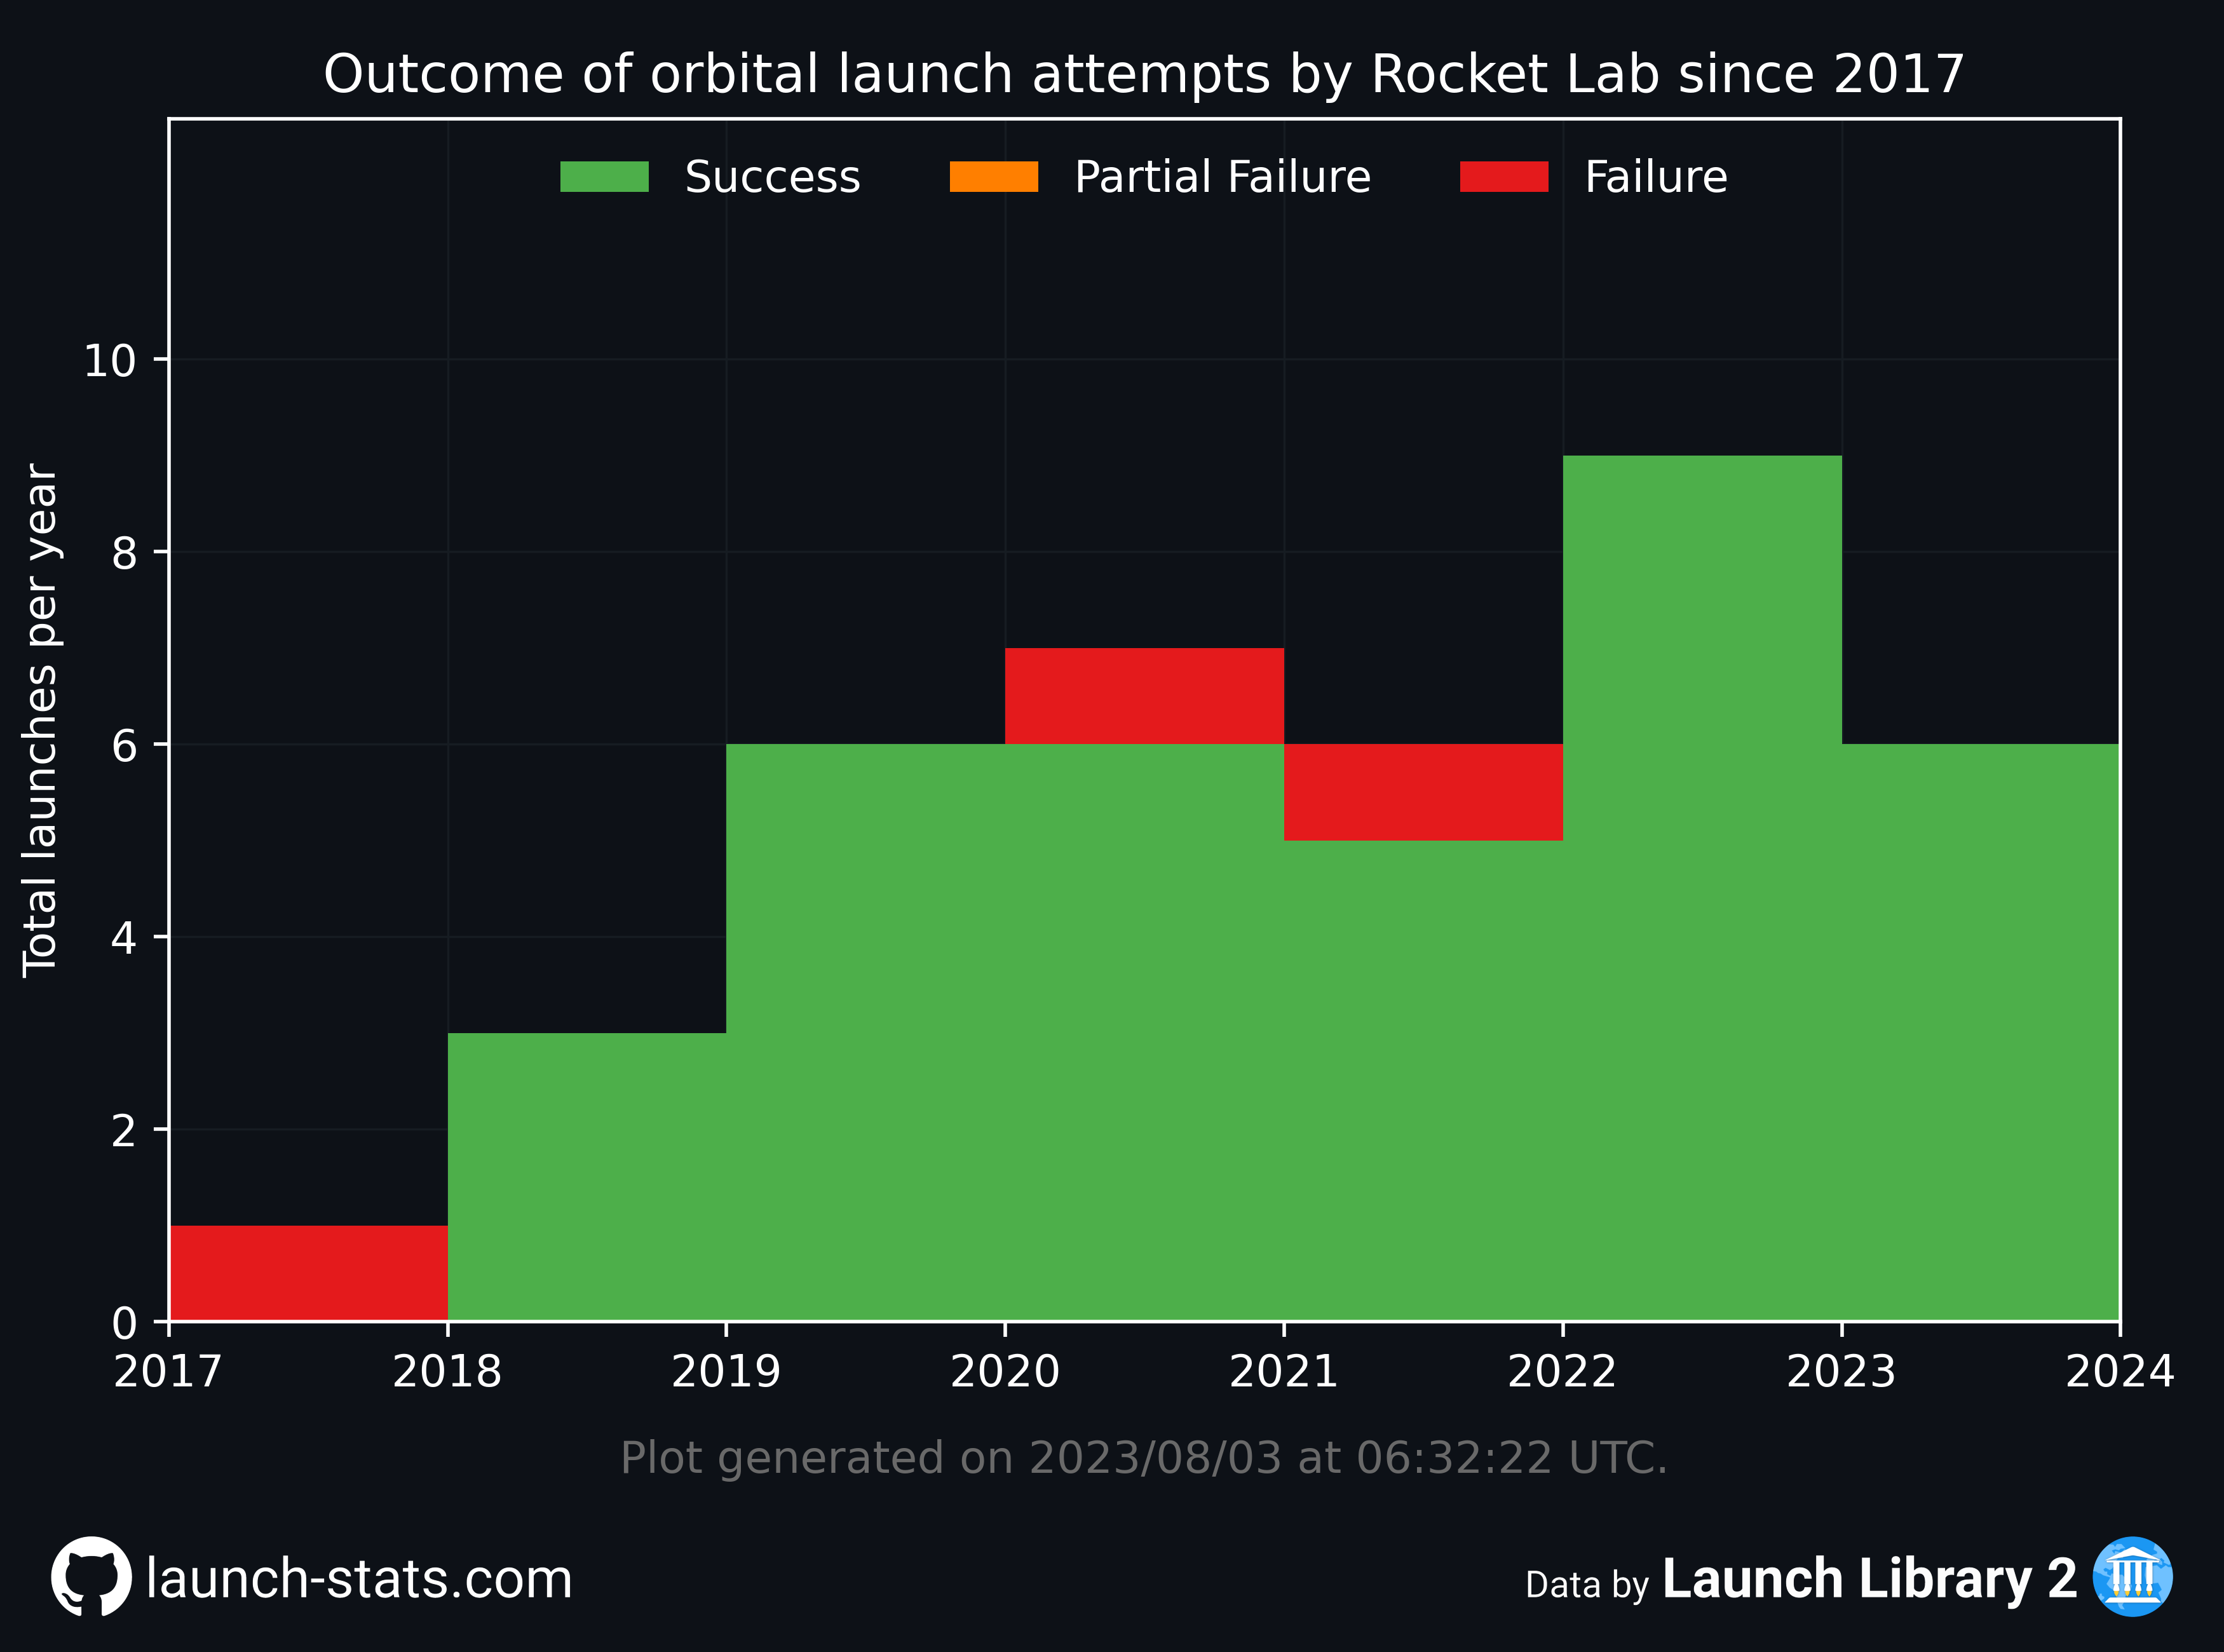 Outcome of orbital launch attempts by Rocket Lab since 2017
Success
Partial Failure
Failure
Total launches per year
10
8
6
4
2
0
2017 2018 2019 2020 2021 2022 2023 2024
Plot generated on 2023/08/03 at 06:32:22 UTC.
launch-stats.com
Data by Launch Library 2